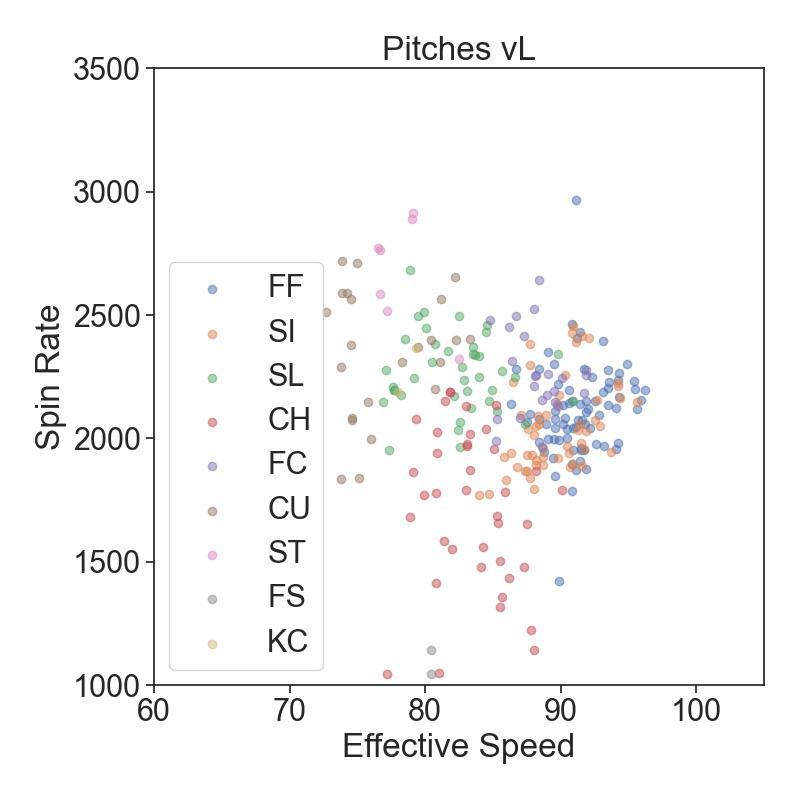 Pitches vL
3500
3000
2500
2000
1500
1000
Spin Rate
FF
SI
SL
CH
FC
CU
ST
FS
KC
60 70 80 90 100
Effective Speed